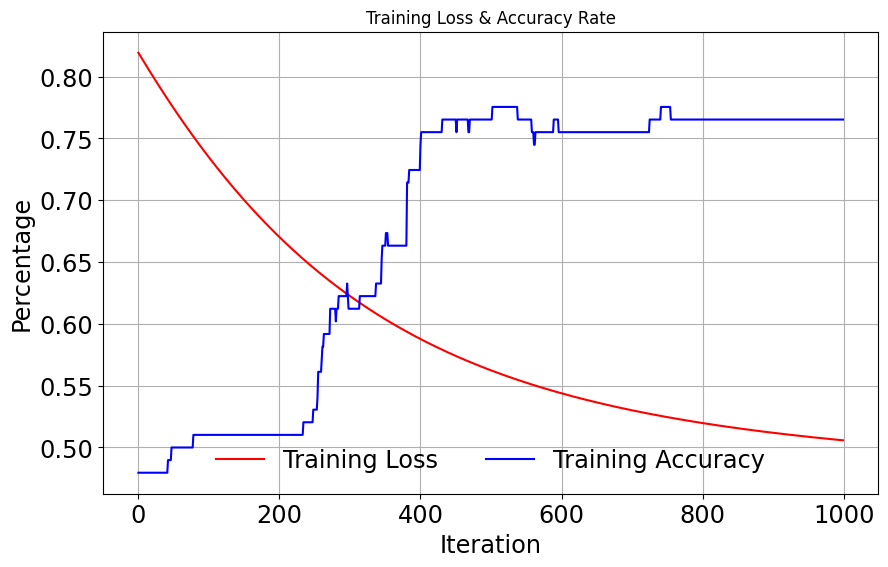 Training Loss & Accuracy Rate
Percentage
0.80
0.75
0.70
0.65
0.60
0.55
0.50
Training Loss
Training Accuracy
0 200 400 600 800 1000
Iteration